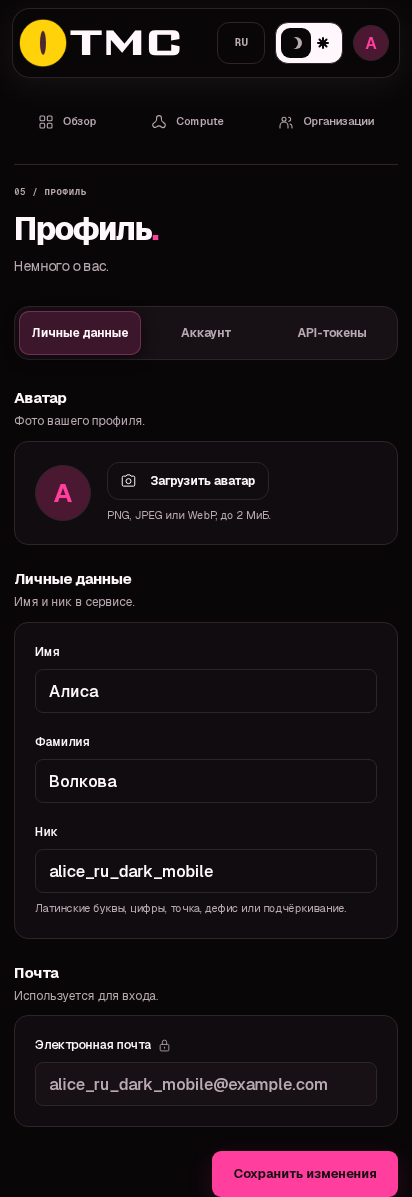 TMC
RU
A
Обзор
Compute
Организации
05 / ПРОФИЛЬ
Профиль.
Немного о вас.
Личные данные
Аккаунт
API-токены
Аватар
Фото вашего профиля.
A
Загрузить аватар
PNG, JPEG или WebP, до 2 МиБ.
Личные данные
Имя и ник в сервисе.
Имя
Алиса
Фамилия
Волкова
Ник
alice_ru_dark_mobile
Латинские буквы, цифры, точка, дефис или подчёркивание.
Почта
Используется для входа.
Электронная почта
alice_ru_dark_mobile@example.com
Сохранить изменения